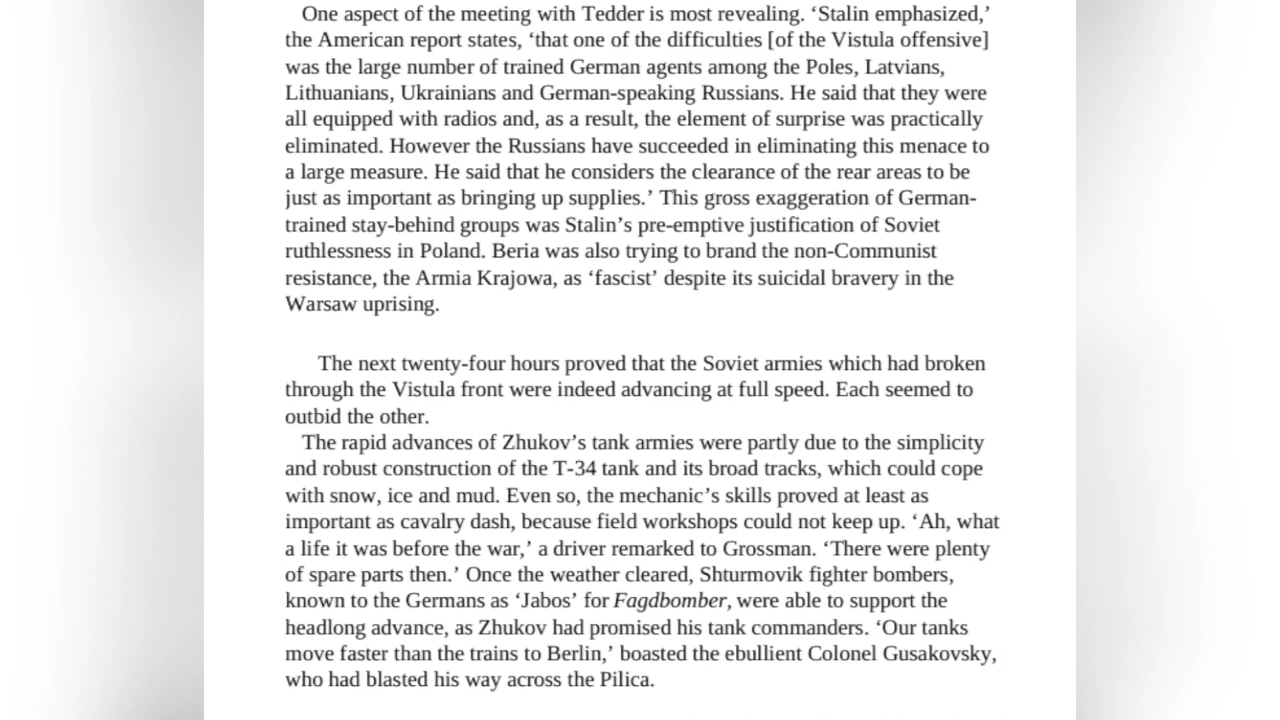 One aspect of the meeting with Tedder is most revealing. ‘Stalin emphasized,’
the American report states, ‘that one of the difficulties [of the Vistula offensive]
was the large number of trained German agents among the Poles, Latvians,
Lithuanians, Ukrainians and German-speaking Russians. He said that they were
all equipped with radios and, as a result, the element of surprise was practically
eliminated. However the Russians have succeeded in eliminating this menace to
a large measure. He said that he considers the clearance of the rear areas to be
just as important as bringing up supplies.’ This gross exaggeration of German-
trained stay-behind groups was Stalin’s pre-emptive justification of Soviet
ruthlessness in Poland. Beria was also trying to brand the non-Communist
resistance, the Armia Krajowa, as ‘fascist’ despite its suicidal bravery in the
Warsaw uprising.
The next twenty-four hours proved that the Soviet armies which had broken
through the Vistula front were indeed advancing at full speed. Each seemed to
outbid the other.
The rapid advances of Zhukov’s tank armies were partly due to the simplicity
and robust construction of the T-34 tank and its broad tracks, which could cope
with snow, ice and mud. Even so, the mechanic’s skills proved at least as
important as cavalry dash, because field workshops could not keep up. ‘Ah, what
a life it was before the war,’ a driver remarked to Grossman. ‘There were plenty
of spare parts then.’ Once the weather cleared, Shturmovik fighter bombers,
known to the Germans as ‘Jabos’ for Fagdbomber, were able to support the
headlong advance, as Zhukov had promised his tank commanders. ‘Our tanks
move faster than the trains to Berlin,’ boasted the ebullient Colonel Gusakovsky,
who had blasted his way across the Pilica.